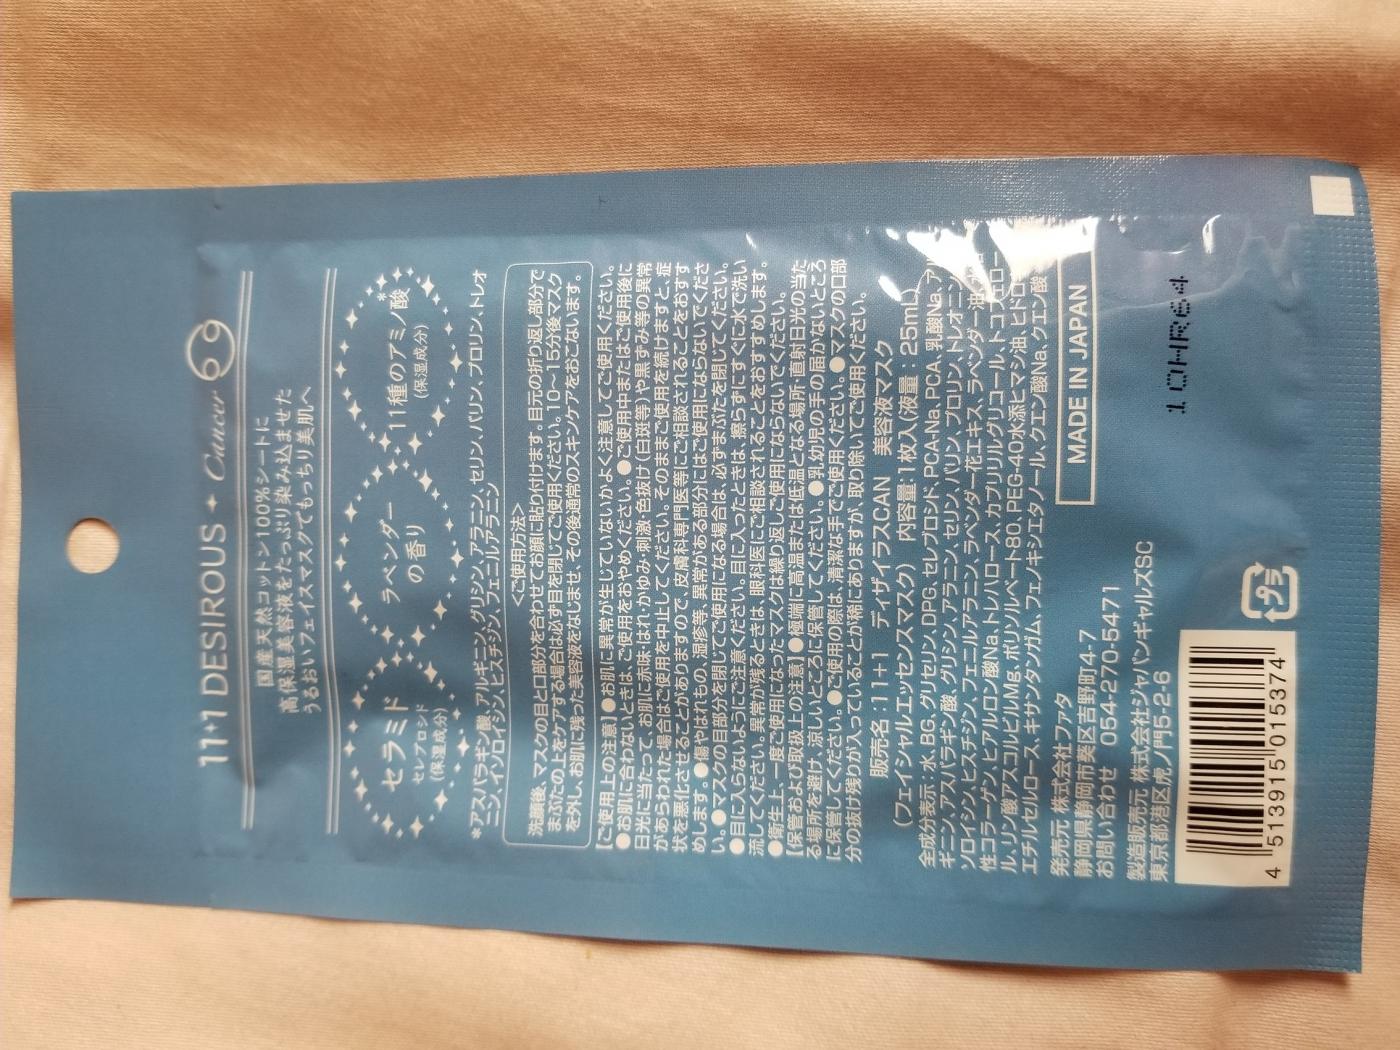 11+1 DESIROUS ✦ Cancer ♋
国産天然コットン100%シートに
高保湿美容液をたっぷり染み込ませた
うるおいフェイスマスクでもっちり美肌へ
セラミド
セレブロシド
(保湿成分)
ラベンダー
の香り
11種のアミノ酸*
(保湿成分)
*アスパラギン酸、アルギニン、グリシン、アラニン、セリン、バリン、プロリン、トレオ
ニン、イソロイシン、ヒスチジン、フェニルアラニン
<ご使用方法>
洗顔後、マスクの目と口部分を合わせてお顔に貼り付けます。目元の折り返し部分で
まぶたの上をケアする場合は必ず目を閉じてご使用ください。10〜15分後マスク
を外し、お肌に残った美容液をなじませ、その後通常のスキンケアをおこないます。
【ご使用上の注意】●お肌に異常が生じていないかよく注意してご使用ください。
●お肌に合わないときは、ご使用をおやめください。●ご使用中またはご使用後に
日光に当たって、お肌に赤味・はれ・かゆみ・刺激・色抜け(白斑等)や黒ずみ等の異常
があらわれた場合はご使用を中止してください。そのままご使用を続けますと、症
状を悪化させることがありますので、皮膚科専門医等にご相談されることをおすす
めします。●傷やはれもの、湿疹等、異常がある部分にはご使用にならないでくださ
い。●マスクの目部分を閉じてご使用になる場合は、必ずまぶたを閉じてください。
●目に入らないようにご注意ください。目に入ったときは、擦らずにすぐに水で洗い
流してください。異常が残るときは、眼科医にご相談されることをおすすめします。
●衛生上、一度ご使用になったマスクは繰り返しご使用にならないでください。
【保管および取扱上の注意】●極端に高温または低温となる場所・直射日光の当た
る場所を避け、涼しいところに保管してください。●乳幼児の手の届かないところ
に保管してください。●ご使用の際は、清潔な手でご使用ください。●マスクの口部
分の抜け残りが入っていることが稀にありますが、取り除いてご使用ください。
販売名:11+1 ディザイラスCAN 美容液マスク
(フェイシャルエッセンスマスク) 内容量:1枚入(液量:25mL)
全成分表示:水、BG、グリセリン、DPG、セレブロシド、PCA-Na、PCA、乳酸Na、アル
ギニン、アスパラギン酸、グリシン、アラニン、セリン、バリン、プロリン、トレオニン、
ソロイシン、ヒスチジン、フェニルアラニン、ラベンダー花エキス、ラベンダー油、
性コラーゲン、ヒアルロン酸Na、トレハロース、カプリリルグリコール、トコフェロー
ル、リン酸アスコルビルMg、ポリソルベート80、PEG-40水添ヒマシ油、ヒドロ
エチルセルロース、キサンタンガム、フェノキシエタノール、クエン酸Na、クエン酸
発売元 株式会社ファタ
静岡県静岡市葵区吉野町4-7
お問い合わせ 054-270-5471
MADE IN JAPAN
製造販売元 株式会社ジャパンギャルズSC
東京都港区虎ノ門5-2-6
プラ
1OHR64
4 513915 015374